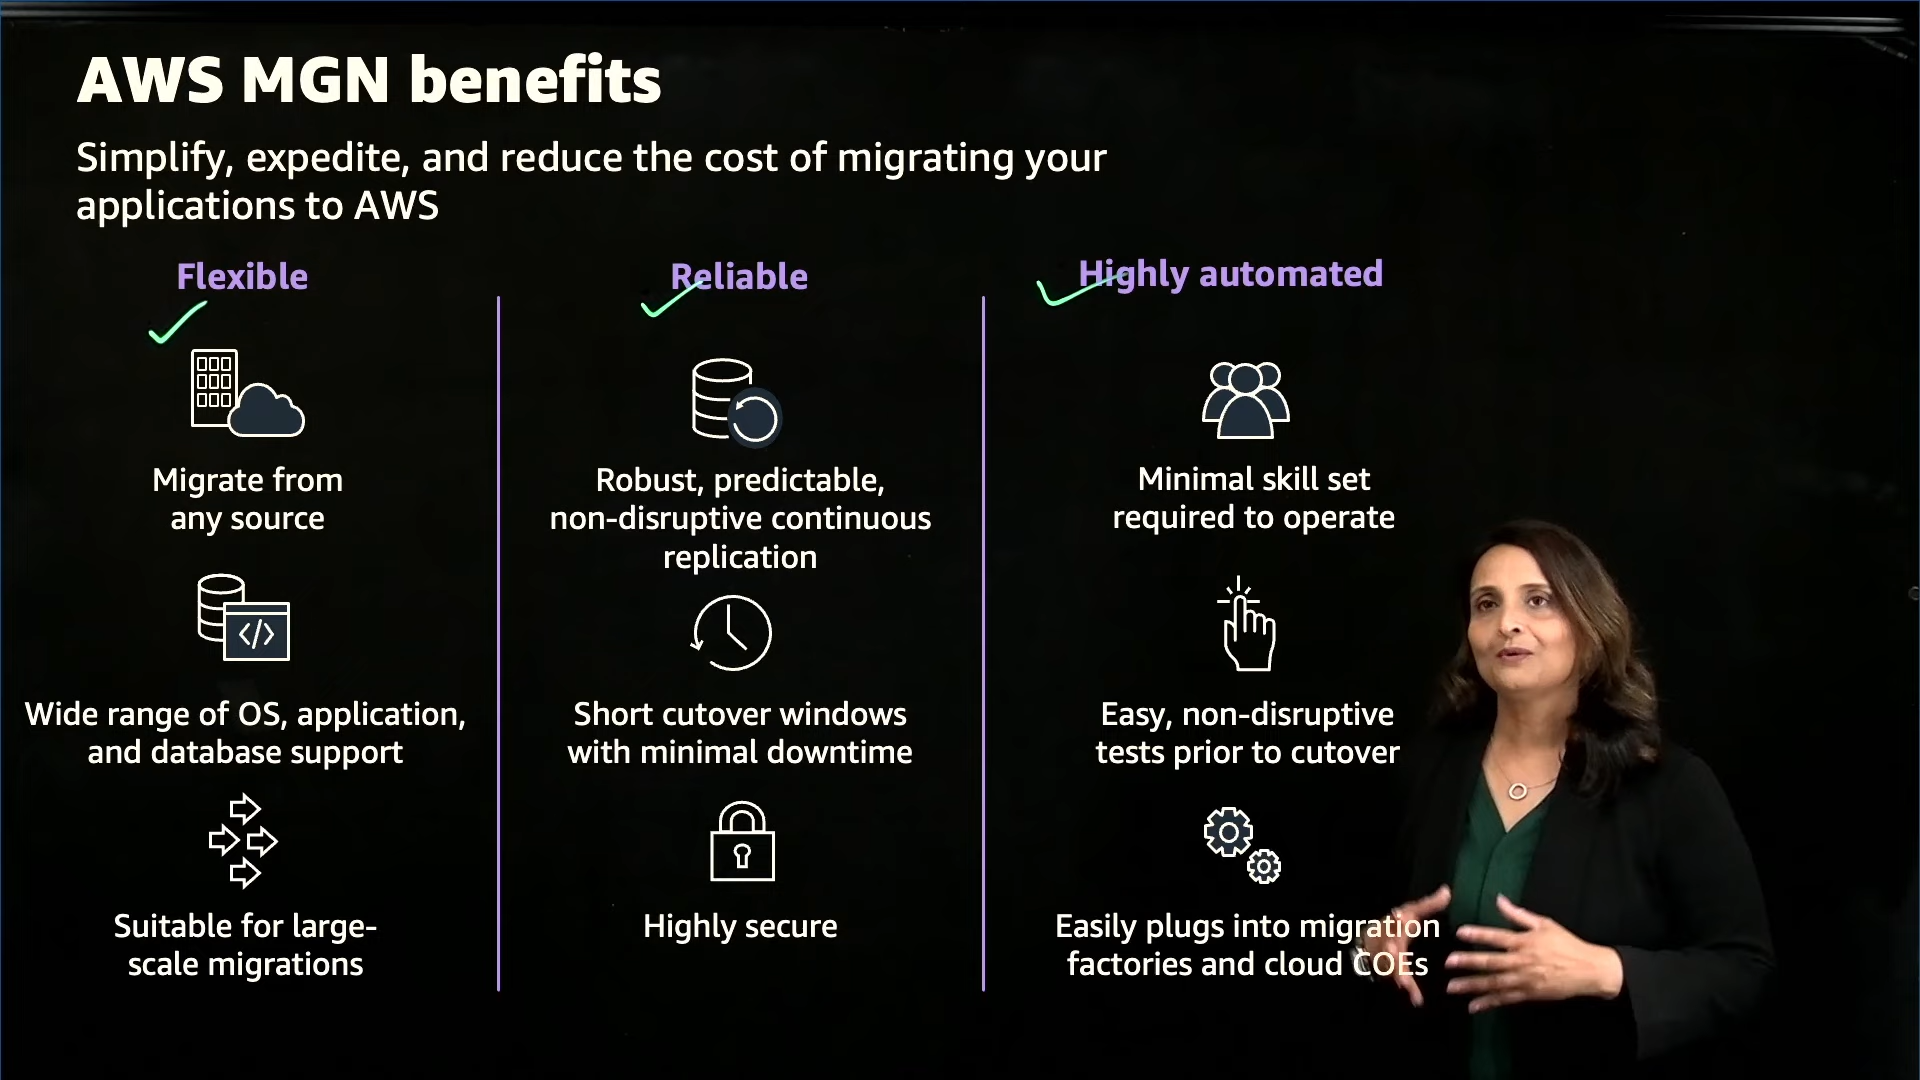 AWS MGN benefits
Simplify, expedite, and reduce the cost of migrating your
applications to AWS
Flexible
Migrate from
any source
Wide range of OS, application,
and database support
Suitable for large-
scale migrations
Reliable
Robust, predictable,
non-disruptive continuous
replication
Short cutover windows
with minimal downtime
Highly secure
Highly automated
Minimal skill set
required to operate
Easy, non-disruptive
tests prior to cutover
Easily plugs into migration
factories and cloud COEs